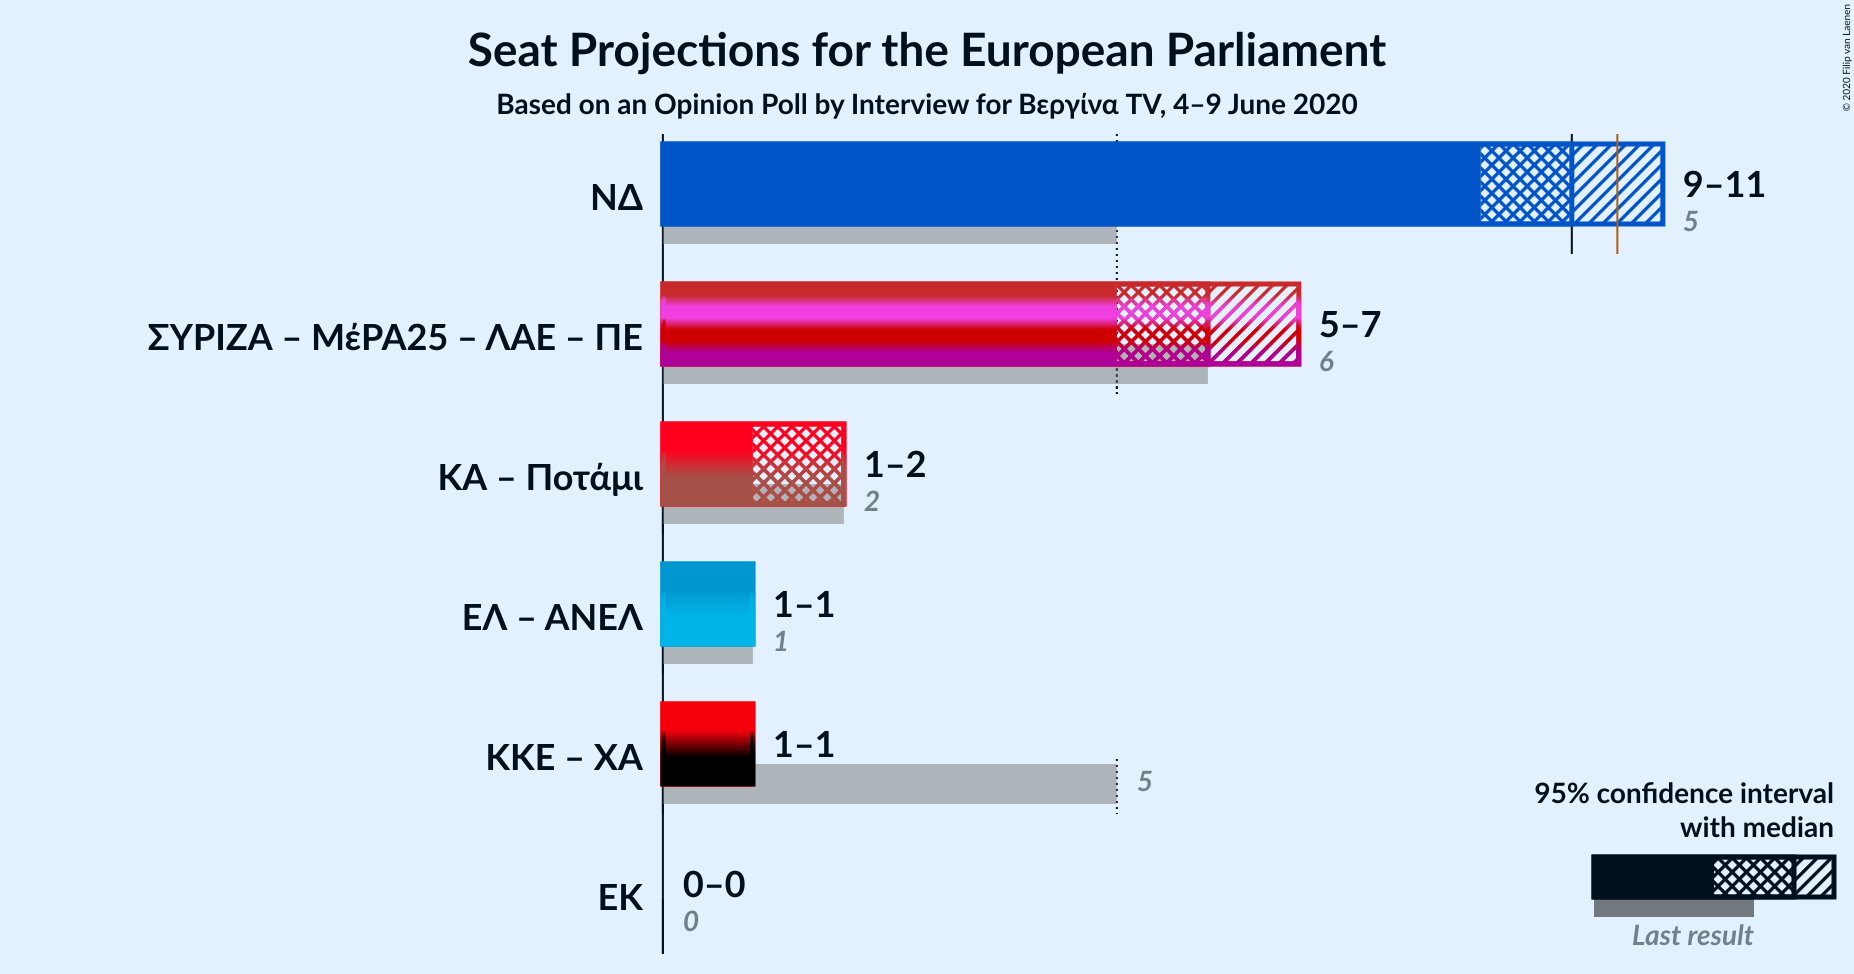 Seat Projections for the European Parliament
Based on an Opinion Poll by Interview for Βεργίνα TV, 4–9 June 2020
© 2020 Filip van Laenen
ΝΔ
9–11
5
ΣΥΡΙΖΑ – ΜέΡΑ25 – ΛΑΕ – ΠΕ
5–7
6
ΚΑ – Ποτάμι
1–2
2
ΕΛ – ΑΝΕΛ
1–1
1
ΚΚΕ – ΧΑ
1–1
5
ΕΚ
0–0
0
95% confidence interval
with median
Last result